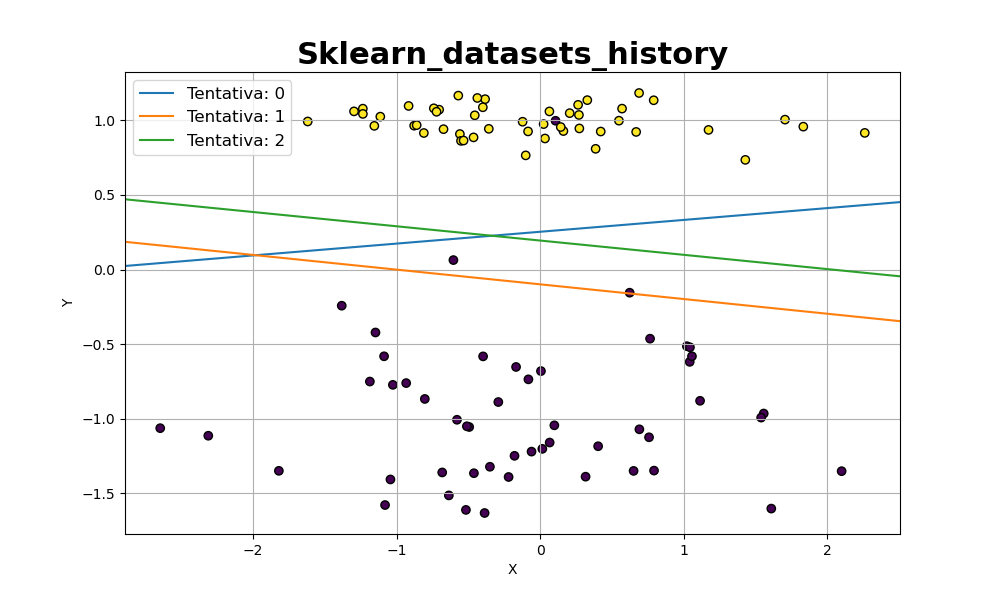 Sklearn_datasets_history
Tentativa: 0
Tentativa: 1
Tentativa: 2
1.0
0.5
0.0
−0.5
−1.0
−1.5
Y
−2
−1
0
1
2
X